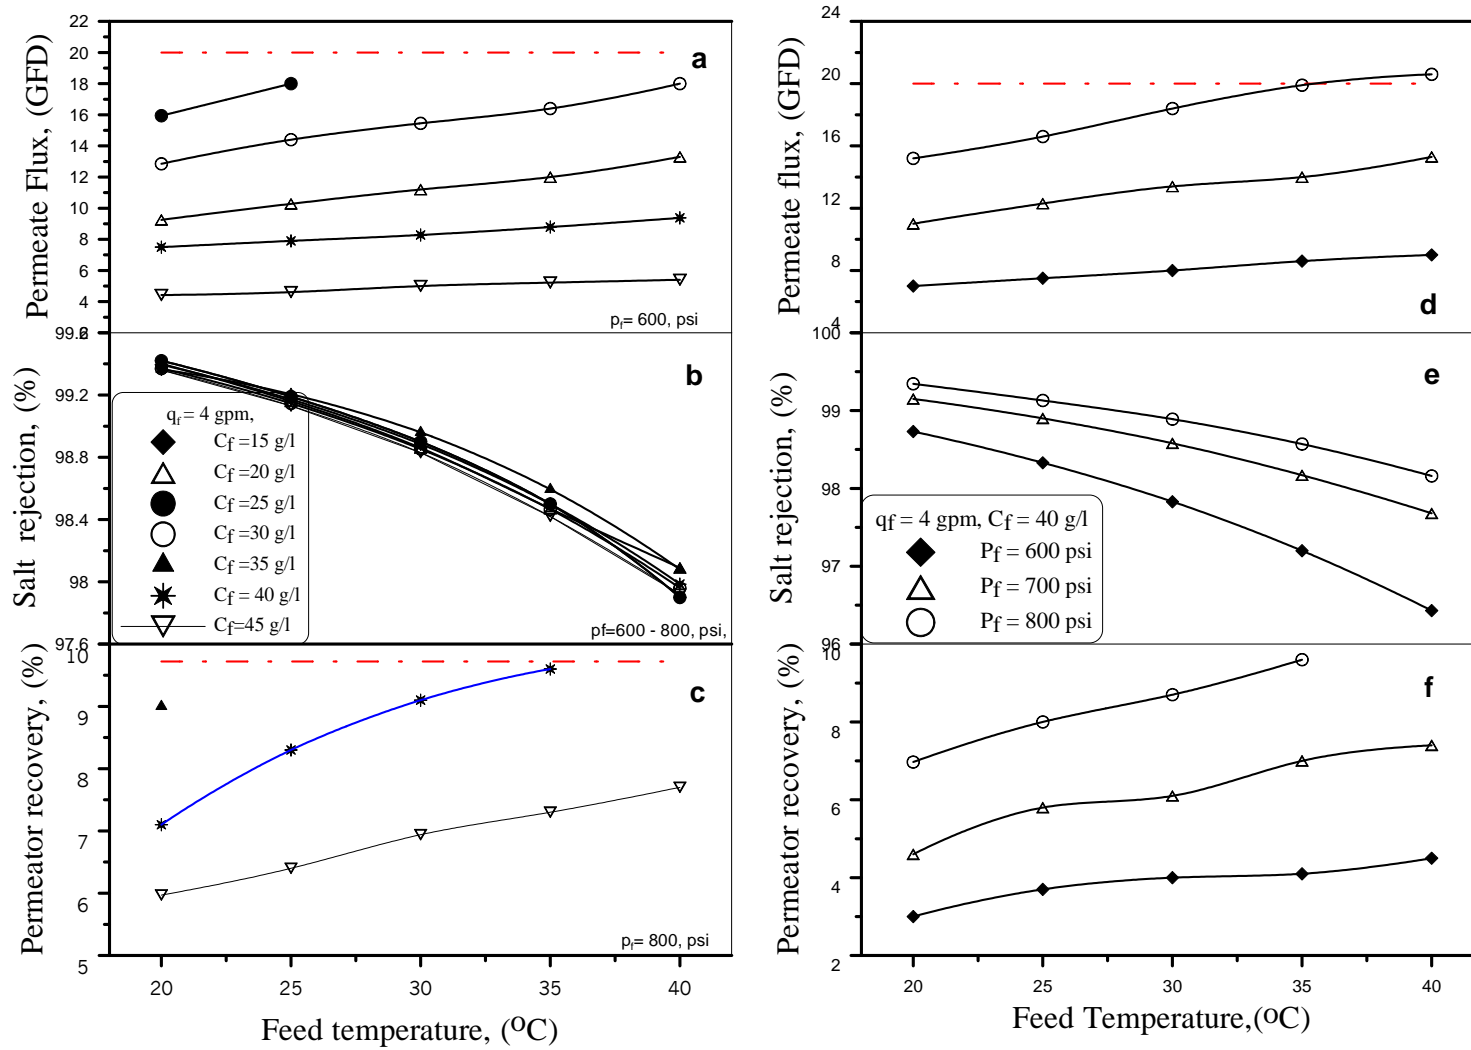 22
20
18
16
14
12
10
8
6
4
Permeate Flux, (GFD)
a
pf= 600, psi
99.6
99.2
98.8
98.4
98
97.6
Salt rejection, (%)
b
qf = 4 gpm,
Cf =15 g/l
Cf =20 g/l
Cf =25 g/l
Cf =30 g/l
Cf =35 g/l
Cf = 40 g/l
Cf=45 g/l
pf=600 - 800, psi,
10
9
8
7
6
5
Permeator recovery, (%)
c
pf= 800, psi
20 25 30 35 40
Feed temperature, (oC)
24
20
16
12
8
4
Permeate flux, (GFD)
d
100
99
98
97
96
Salt rejection, (%)
e
qf = 4 gpm, Cf = 40 g/l
Pf = 600 psi
Pf = 700 psi
Pf = 800 psi
10
8
6
4
2
Permeator recovery, (%)
f
20 25 30 35 40
Feed Temperature,(oC)